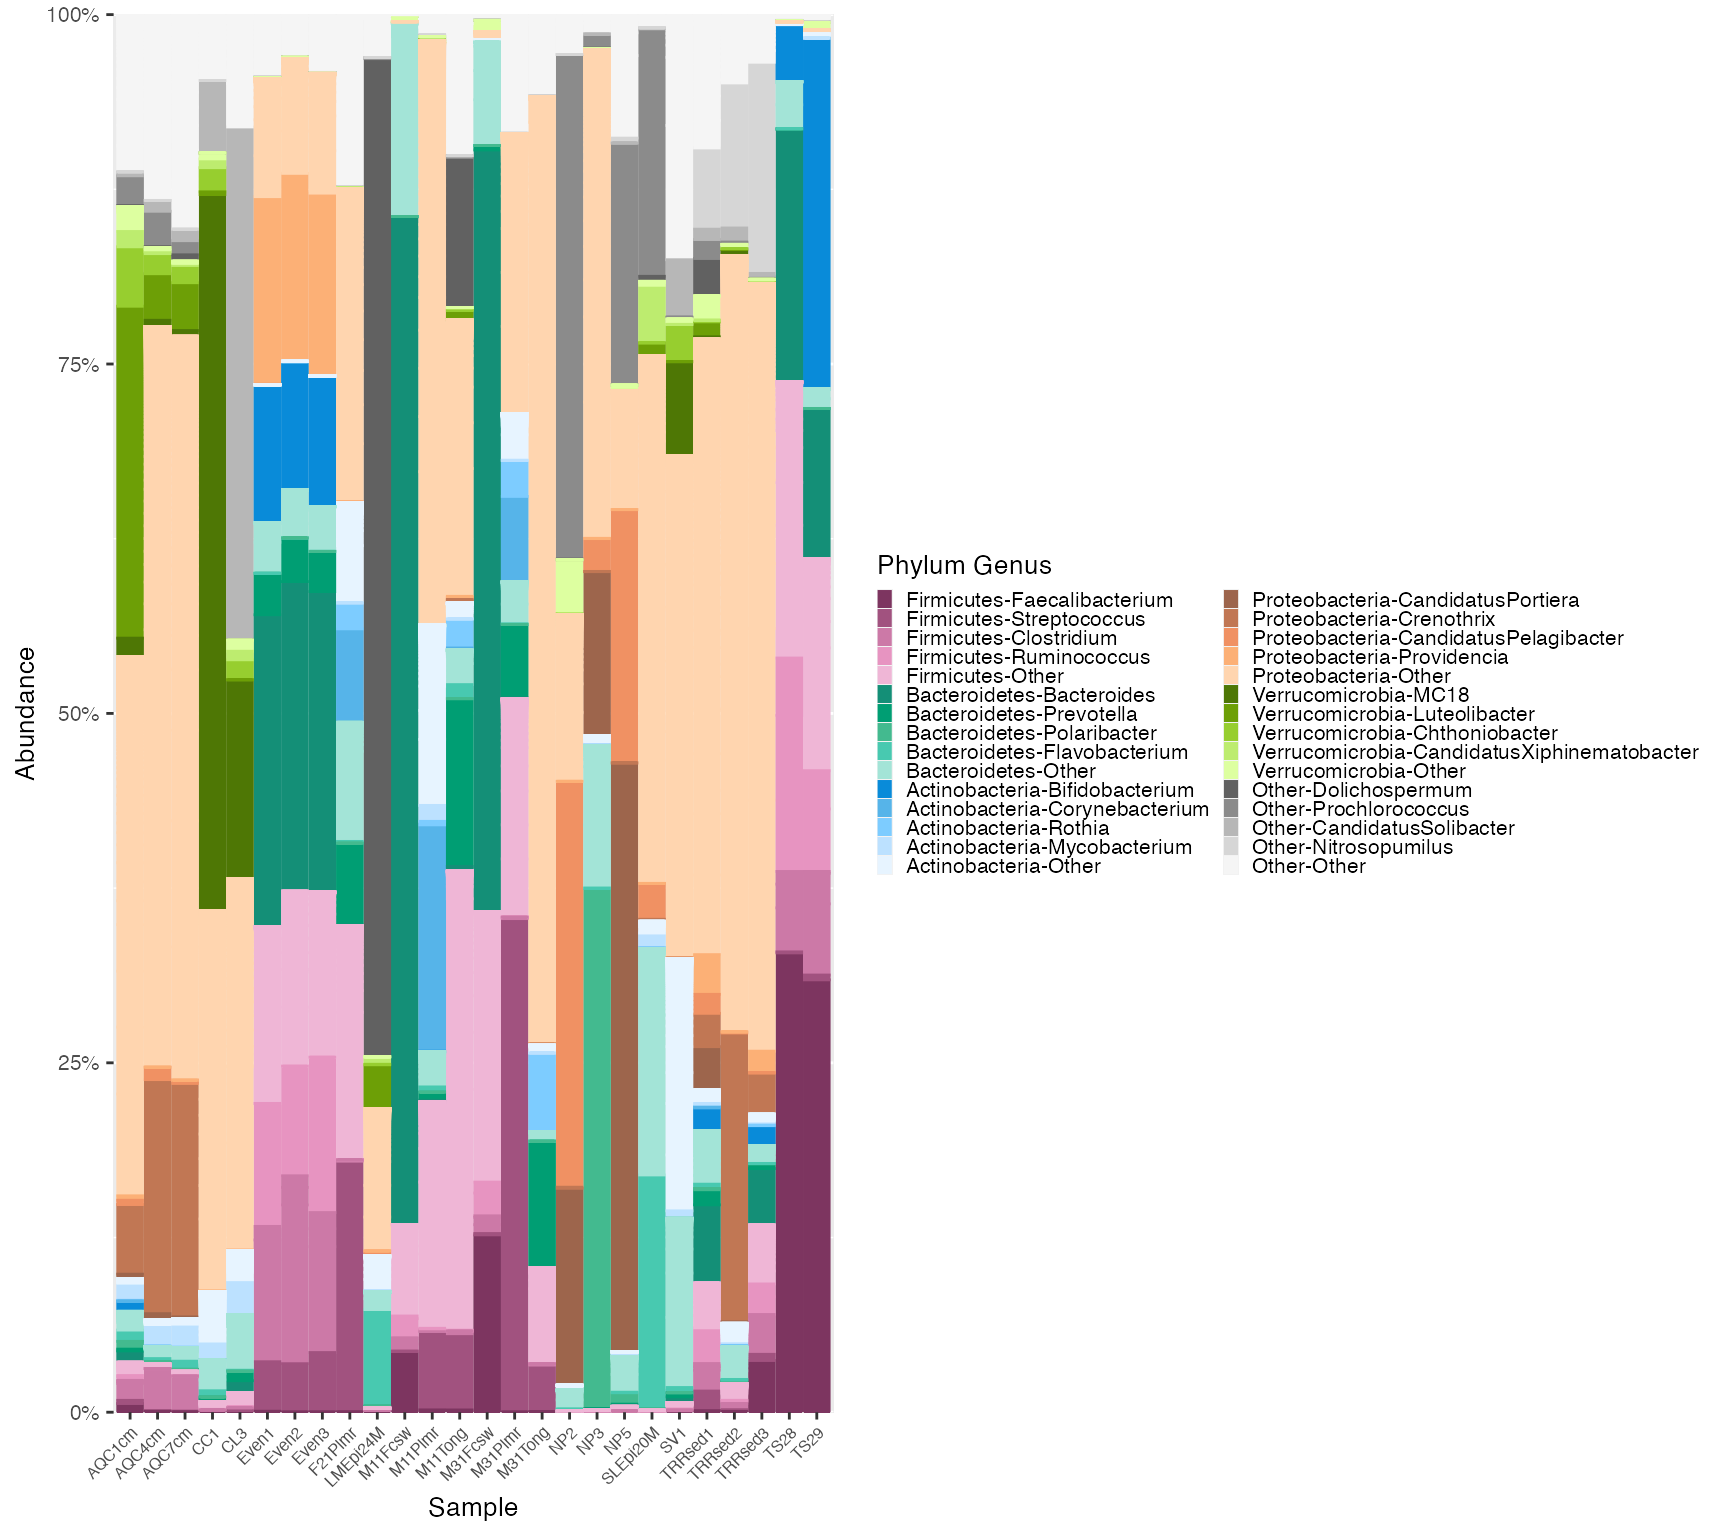 100%
75%
50%
25%
0%
Abundance
AQC1cm
AQC4cm
AQC7cm
CC1
CL3
Even1
Even2
Even3
F21Plmr
LMEpi24M
M11Fcsw
M11Plmr
M11Tong
M31Fcsw
M31Plmr
M31Tong
NP2
NP3
NP5
SLEpi20M
SV1
TRRsed1
TRRsed2
TRRsed3
TS28
TS29
Sample
Phylum Genus
Firmicutes-Faecalibacterium
Firmicutes-Streptococcus
Firmicutes-Clostridium
Firmicutes-Ruminococcus
Firmicutes-Other
Bacteroidetes-Bacteroides
Bacteroidetes-Prevotella
Bacteroidetes-Polaribacter
Bacteroidetes-Flavobacterium
Bacteroidetes-Other
Actinobacteria-Bifidobacterium
Actinobacteria-Corynebacterium
Actinobacteria-Rothia
Actinobacteria-Mycobacterium
Actinobacteria-Other
Proteobacteria-CandidatusPortiera
Proteobacteria-Crenothrix
Proteobacteria-CandidatusPelagibacter
Proteobacteria-Providencia
Proteobacteria-Other
Verrucomicrobia-MC18
Verrucomicrobia-Luteolibacter
Verrucomicrobia-Chthoniobacter
Verrucomicrobia-CandidatusXiphinematobacter
Verrucomicrobia-Other
Other-Dolichospermum
Other-Prochlorococcus
Other-CandidatusSolibacter
Other-Nitrosopumilus
Other-Other